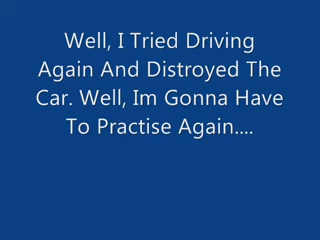 Well, I Tried Driving
Again And Distroyed The
Car. Well, Im Gonna Have
To Practise Again....